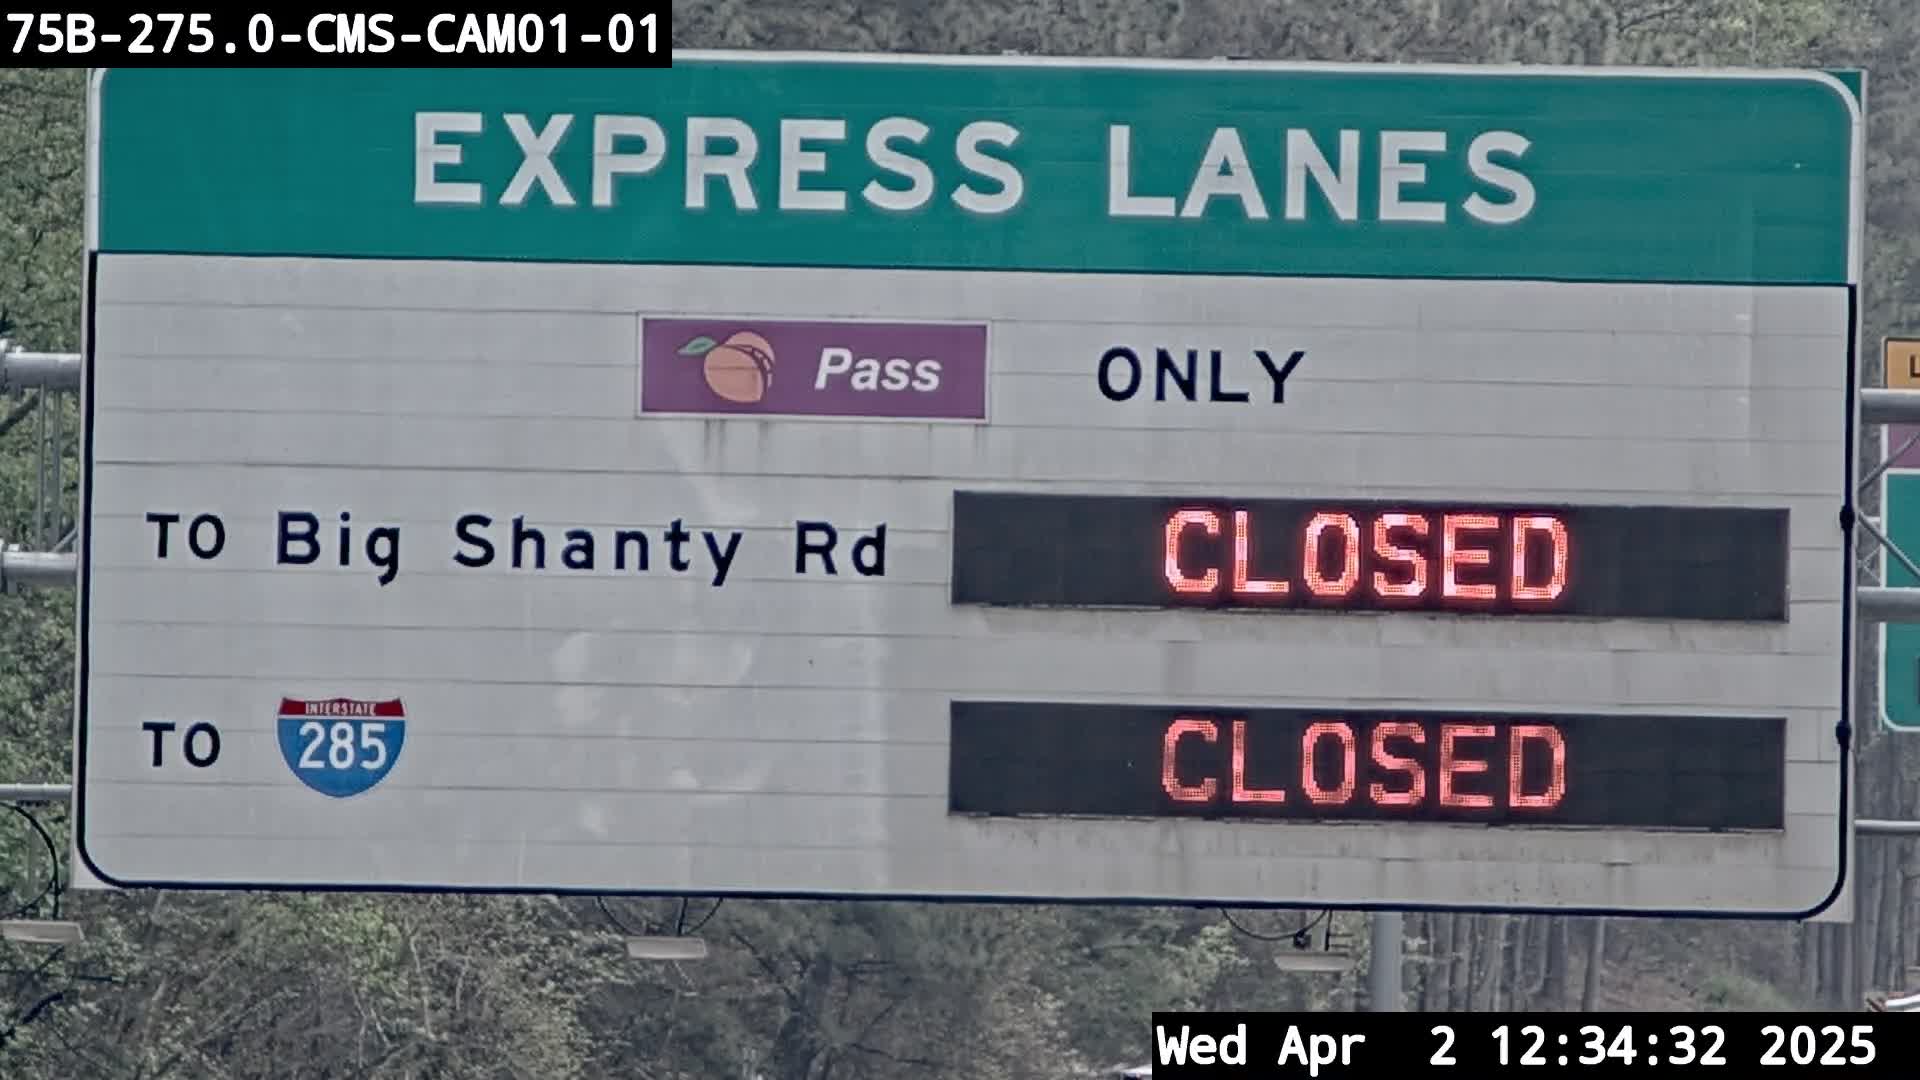 75B-275.0-CMS-CAM01-01
EXPRESS LANES
Pass ONLY
TO Big Shanty Rd CLOSED
TO INTERSTATE 285 CLOSED
Wed Apr 2 12:34:32 2025